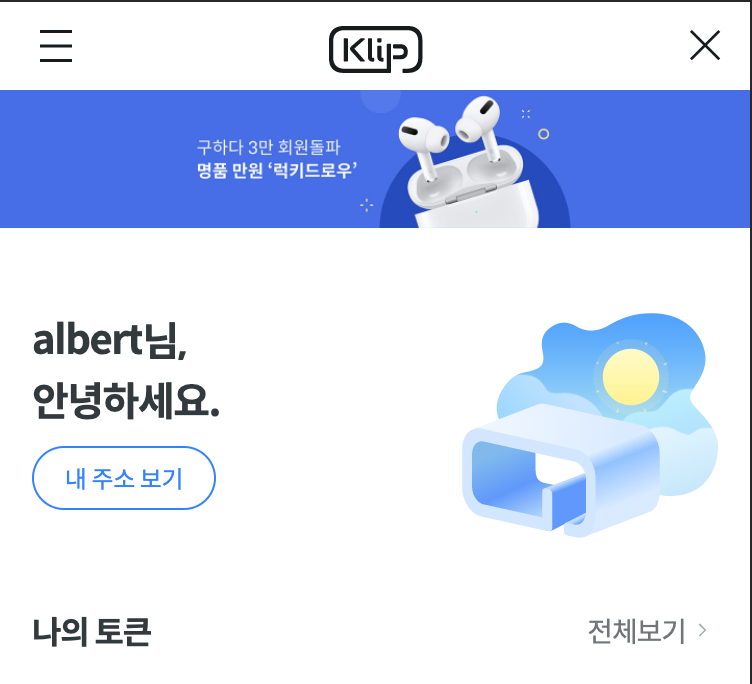 Klip
구하다 3만 회원돌파
명품 만원 ‘럭키드로우’
albert님,
안녕하세요.
내 주소 보기
나의 토큰
전체보기